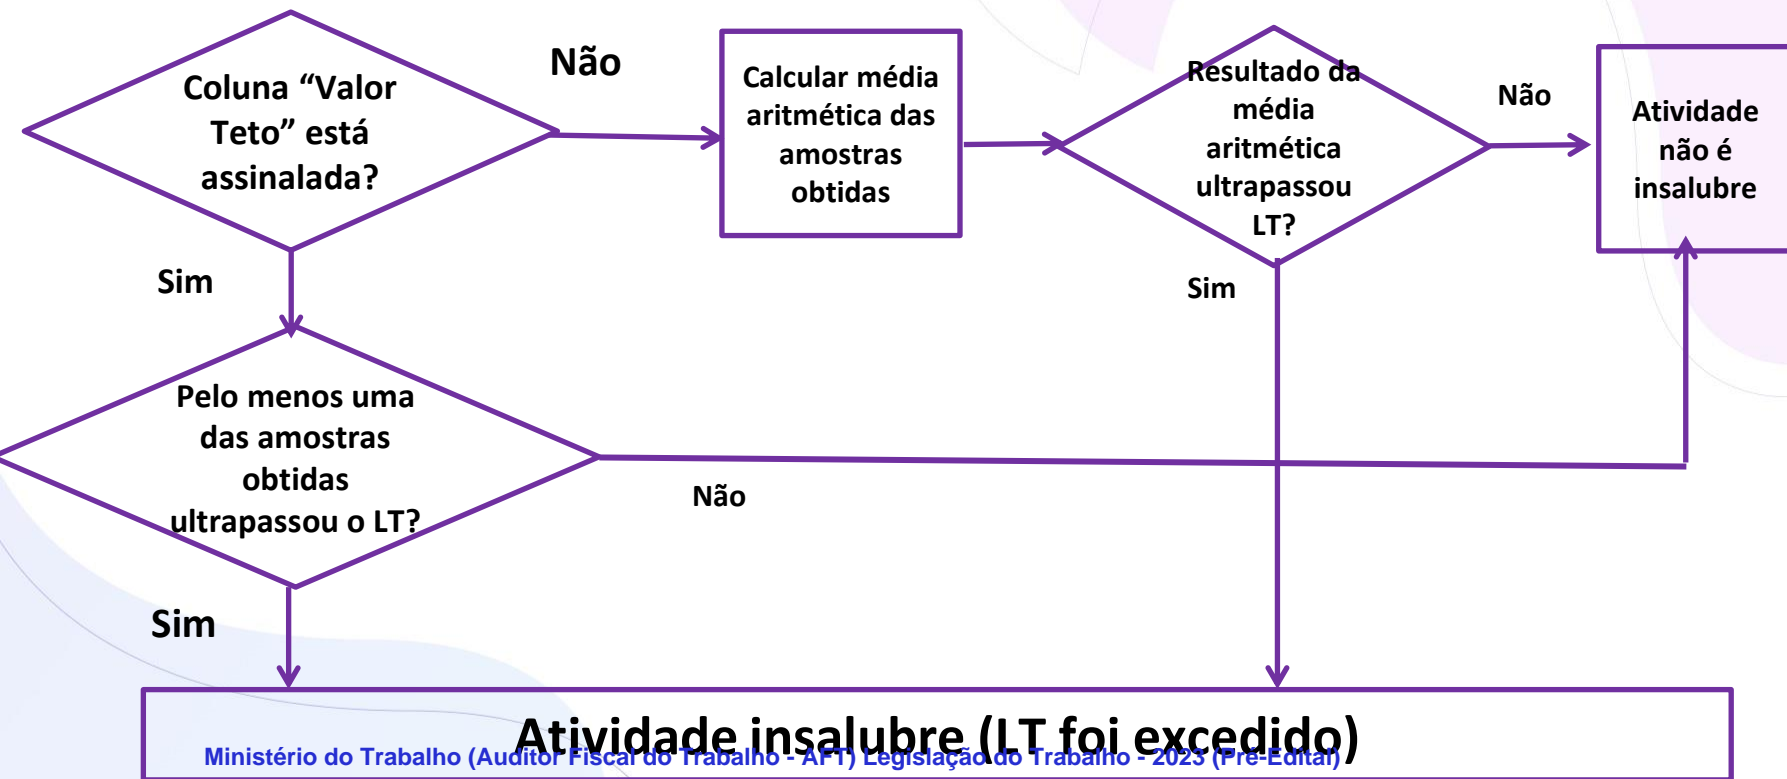 Coluna “Valor
Teto” está
assinalada?
Não
Calcular média
aritmética das
amostras
obtidas
Resultado da
média
aritmética
ultrapassou
LT?
Não
Atividade
não é
insalubre
Sim
Sim
Pelo menos uma
das amostras
obtidas
ultrapassou o LT?
Não
Sim
Atividade insalubre (LT foi excedido)
Ministério do Trabalho (Auditor Fiscal do Trabalho - AFT) Legislação do Trabalho - 2023 (Pré-Edital)